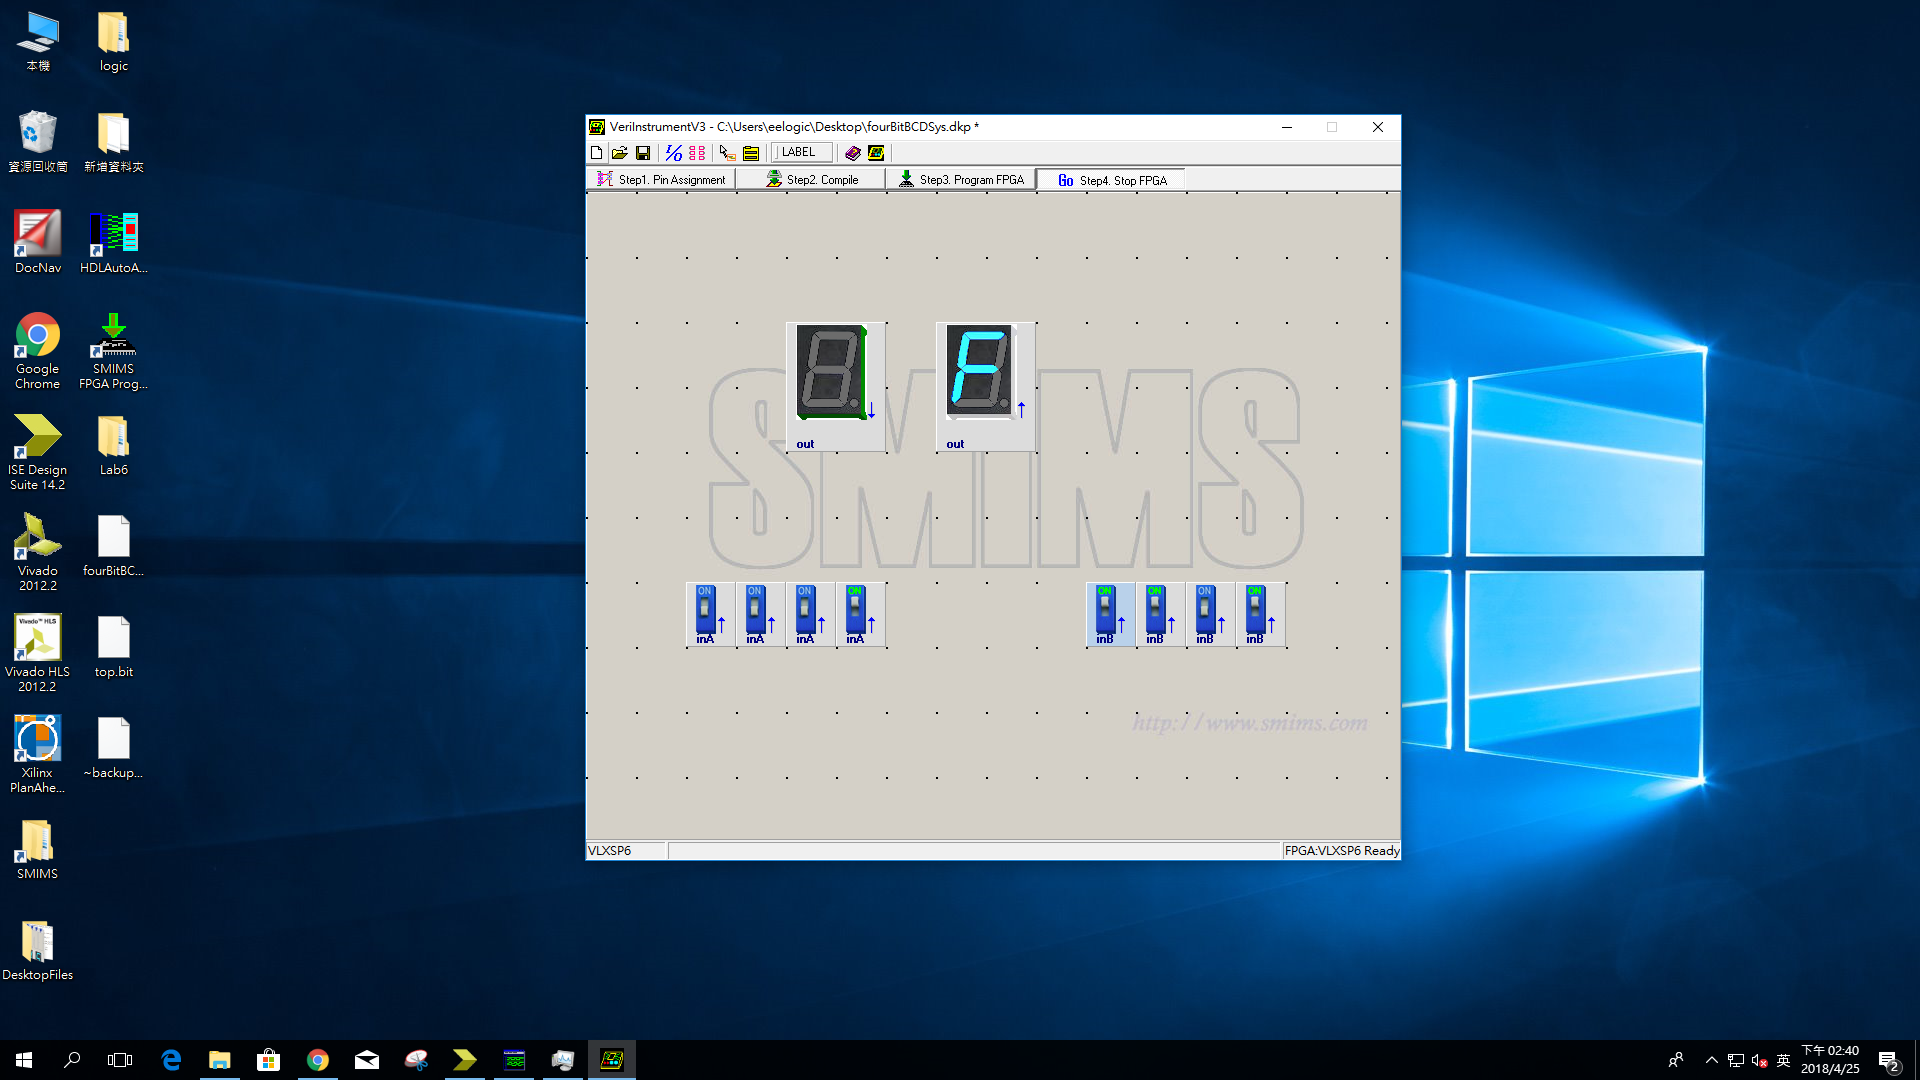 本機
logic
資源回收筒
新增資料夾
DocNav
HDLAutoA...
Google
Chrome
SMIMS
FPGA Prog...
ISE Design
Suite 14.2
Lab6
Vivado
2012.2
fourBitBC...
Vivado™ HLS
Vivado HLS
2012.2
top.bit
Xilinx
PlanAhe...
~backup...
SMIMS
DesktopFiles
VeriInstrumentV3 - C:\Users\eelogic\Desktop\fourBitBCDSys.dkp *
I/O
LABEL
Step1. Pin Assignment
Step2. Compile
Step3. Program FPGA
Go Step4. Stop FPGA
F
out
out
SMIMS
ON ON ON ON
inA inA inA inA
ON ON ON ON
inB inB inB inB
http://www.smims.com
VLXSP6
FPGA:VLXSP6 Ready
英
下午 02:40
2018/4/25
2